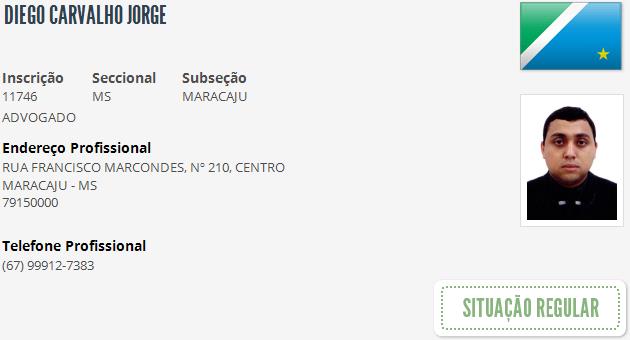 DIEGO CARVALHO JORGE
Inscrição Seccional Subseção
11746 MS MARACAJU
ADVOGADO
Endereço Profissional
RUA FRANCISCO MARCONDES, Nº 210, CENTRO
MARACAJU - MS
79150000
Telefone Profissional
(67) 99912-7383
SITUAÇÃO REGULAR